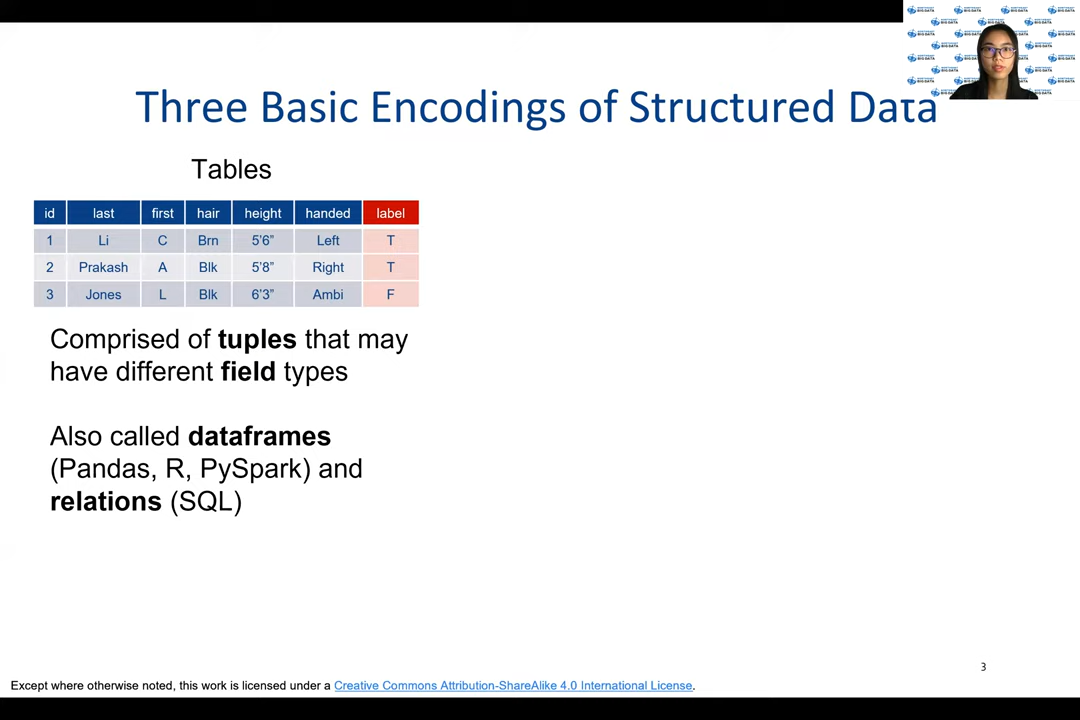 Three Basic Encodings of Structured Data
Tables
id last first hair height handed label
1 Li C Brn 5'6” Left T
2 Prakash A Blk 5'8” Right T
3 Jones L Blk 6'3” Ambi F
Comprised of tuples that may
have different field types
Also called dataframes
(Pandas, R, PySpark) and
relations (SQL)
3
Except where otherwise noted, this work is licensed under a Creative Commons Attribution-ShareAlike 4.0 International License.
NORTHEAST
BIG DATA